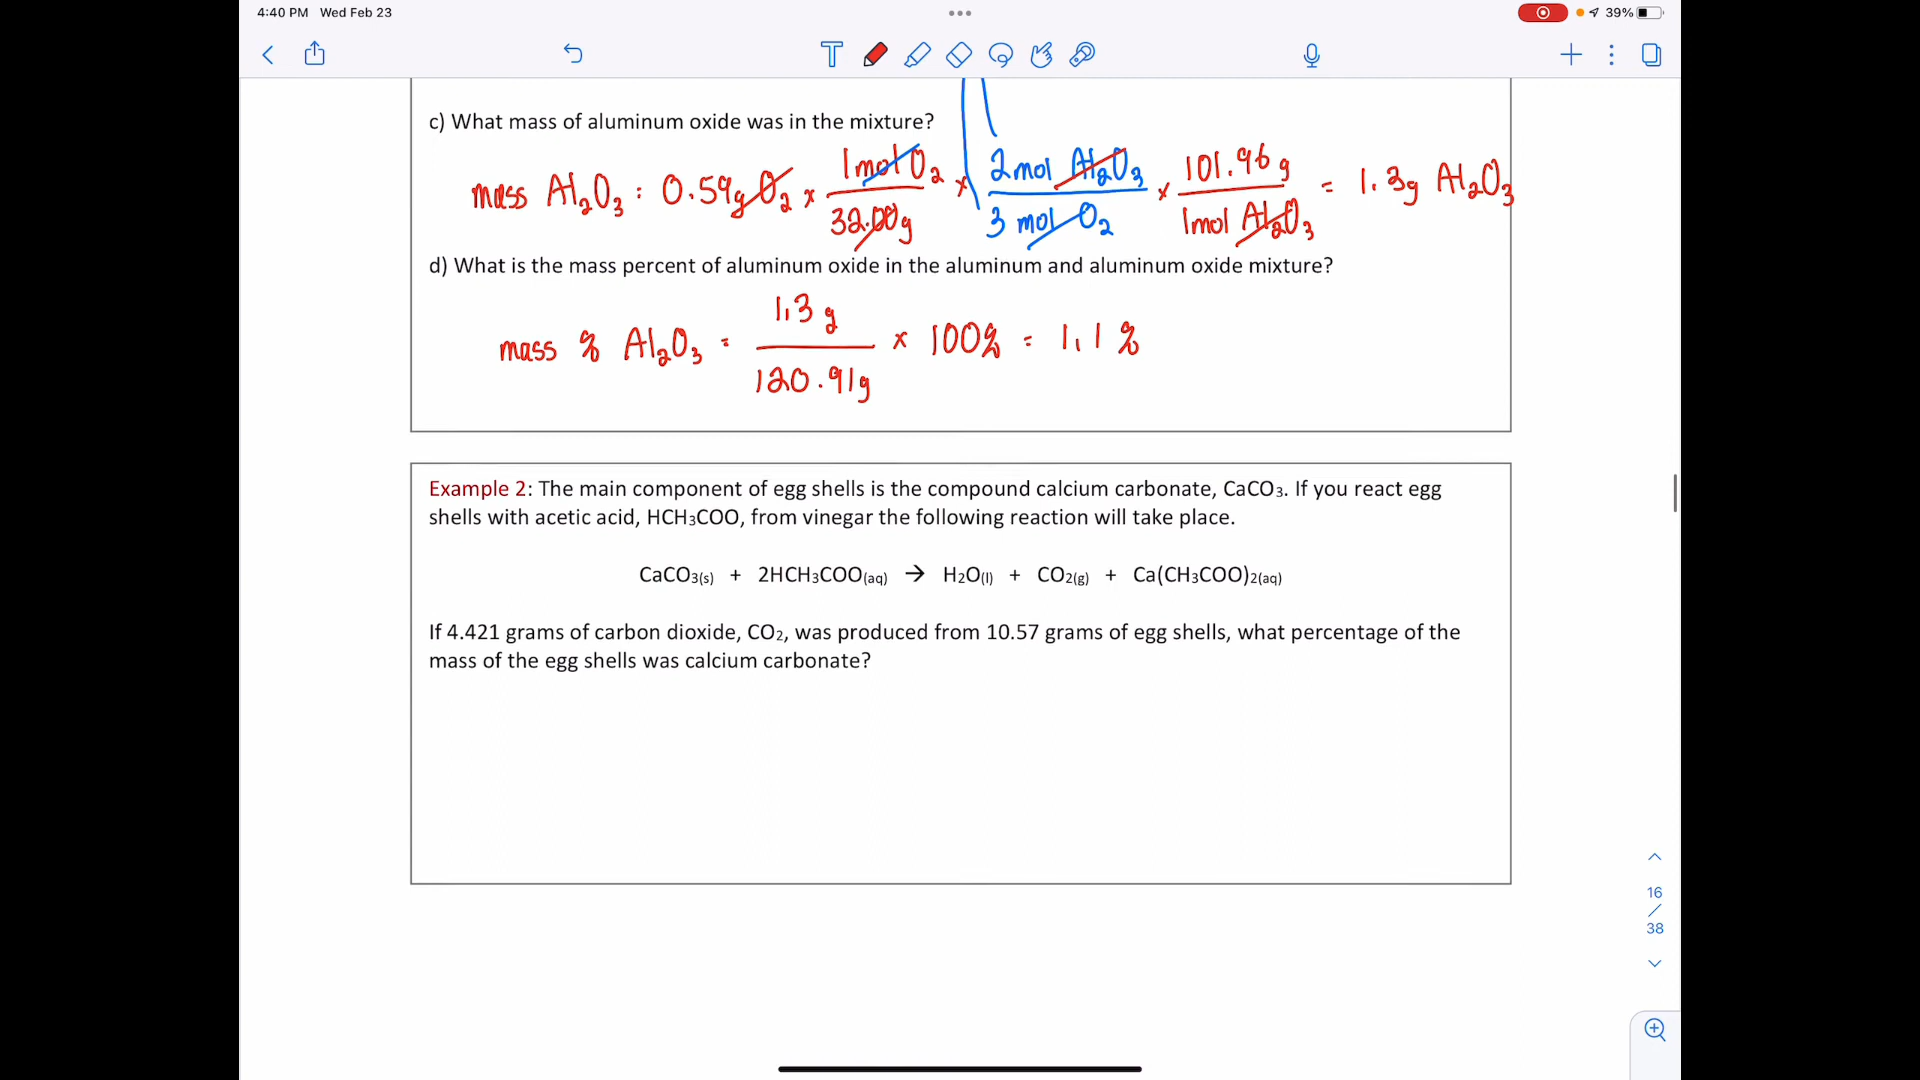 4:40 PM Wed Feb 23
39%
c) What mass of aluminum oxide was in the mixture?
mass Al₂O₃ : 0.59g O₂ × 1mol O₂ / 32.00g × 2mol Al₂O₃ / 3 mol O₂ × 101.96g / 1mol Al₂O₃ = 1.3g Al₂O₃
d) What is the mass percent of aluminum oxide in the aluminum and aluminum oxide mixture?
mass % Al₂O₃ = 1.3g / 120.91g × 100% = 1.1%
Example 2: The main component of egg shells is the compound calcium carbonate, CaCO₃. If you react egg
shells with acetic acid, HCH₃COO, from vinegar the following reaction will take place.
CaCO₃(s) + 2HCH₃COO(aq) → H₂O(l) + CO₂(g) + Ca(CH₃COO)₂(aq)
If 4.421 grams of carbon dioxide, CO₂, was produced from 10.57 grams of egg shells, what percentage of the
mass of the egg shells was calcium carbonate?
16
/
38